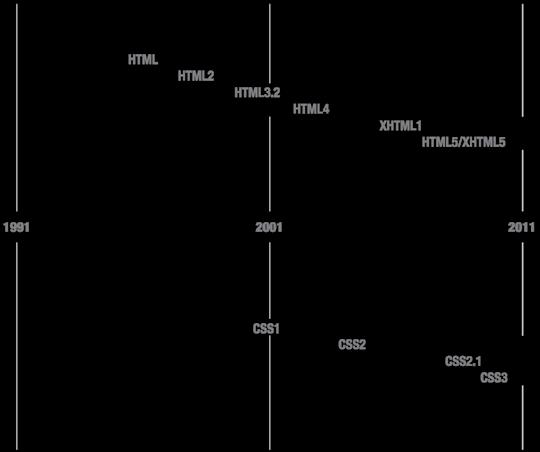 HTML
HTML2
HTML3.2
HTML4
XHTML1
HTML5/XHTML5
1991 2001 2011
CSS1
CSS2
CSS2.1
CSS3